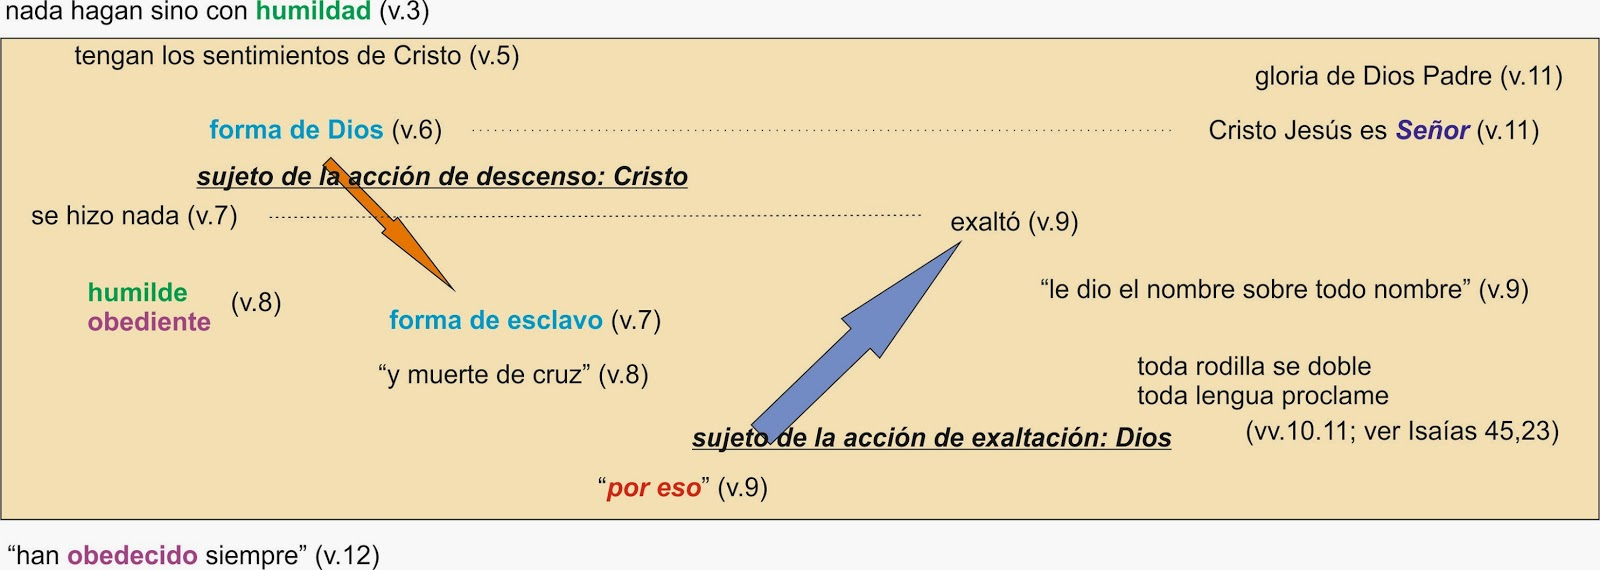 nada hagan sino con humildad (v.3)
tengan los sentimientos de Cristo (v.5)
gloria de Dios Padre (v.11)
forma de Dios (v.6)
Cristo Jesús es Señor (v.11)
sujeto de la acción de descenso: Cristo
se hizo nada (v.7)
exaltó (v.9)
humilde
obediente
(v.8)
“le dio el nombre sobre todo nombre” (v.9)
forma de esclavo (v.7)
“y muerte de cruz” (v.8)
toda rodilla se doble
toda lengua proclame
(vv.10.11; ver Isaías 45,23)
sujeto de la acción de exaltación: Dios
“por eso” (v.9)
“han obedecido siempre” (v.12)